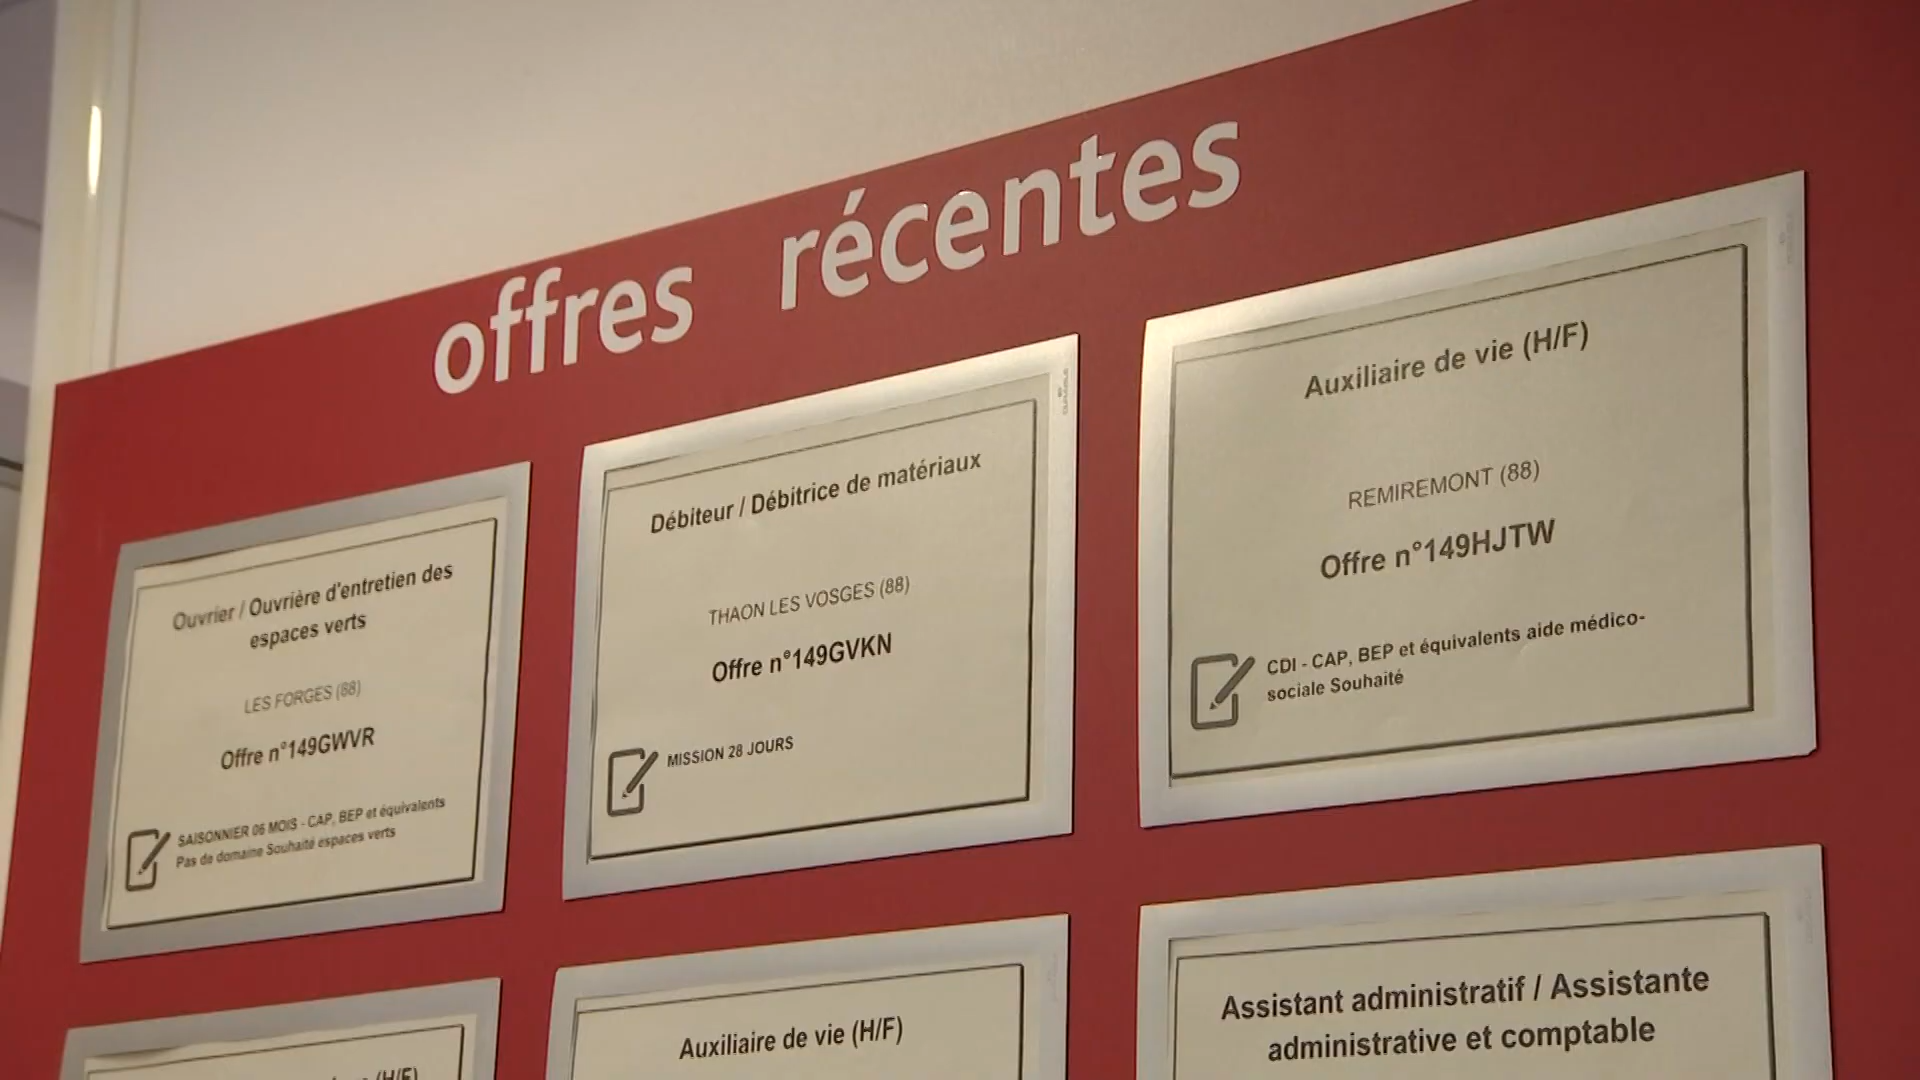 offres récentes
Ouvrier / Ouvrière d'entretien des
espaces verts
LES FORGES (88)
Offre n°149GWVR
SAISONNIER 06 MOIS - CAP, BEP et équivalents
Pas de domaine Souhaité espaces verts
Débiteur / Débitrice de matériaux
THAON LES VOSGES (88)
Offre n°149GVKN
MISSION 28 JOURS
Auxiliaire de vie (H/F)
REMIREMONT (88)
Offre n°149HJTW
CDI - CAP, BEP et équivalents aide médico-
sociale Souhaité
(H/F)
Auxiliaire de vie (H/F)
Assistant administratif / Assistante
administrative et comptable